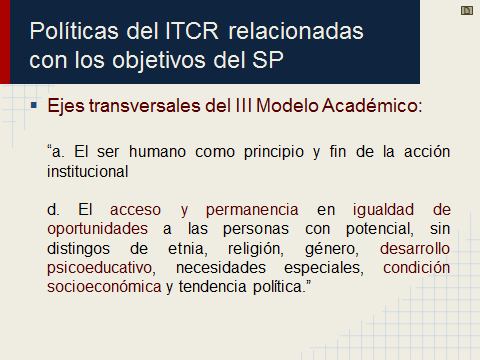 Políticas del ITCR relacionadas
con los objetivos del SP
Ejes transversales del III Modelo Académico:
“a. El ser humano como principio y fin de la acción
institucional
d. El acceso y permanencia en igualdad de
oportunidades a las personas con potencial, sin
distingos de etnia, religión, género, desarrollo
psicoeducativo, necesidades especiales, condición
socioeconómica y tendencia política.”